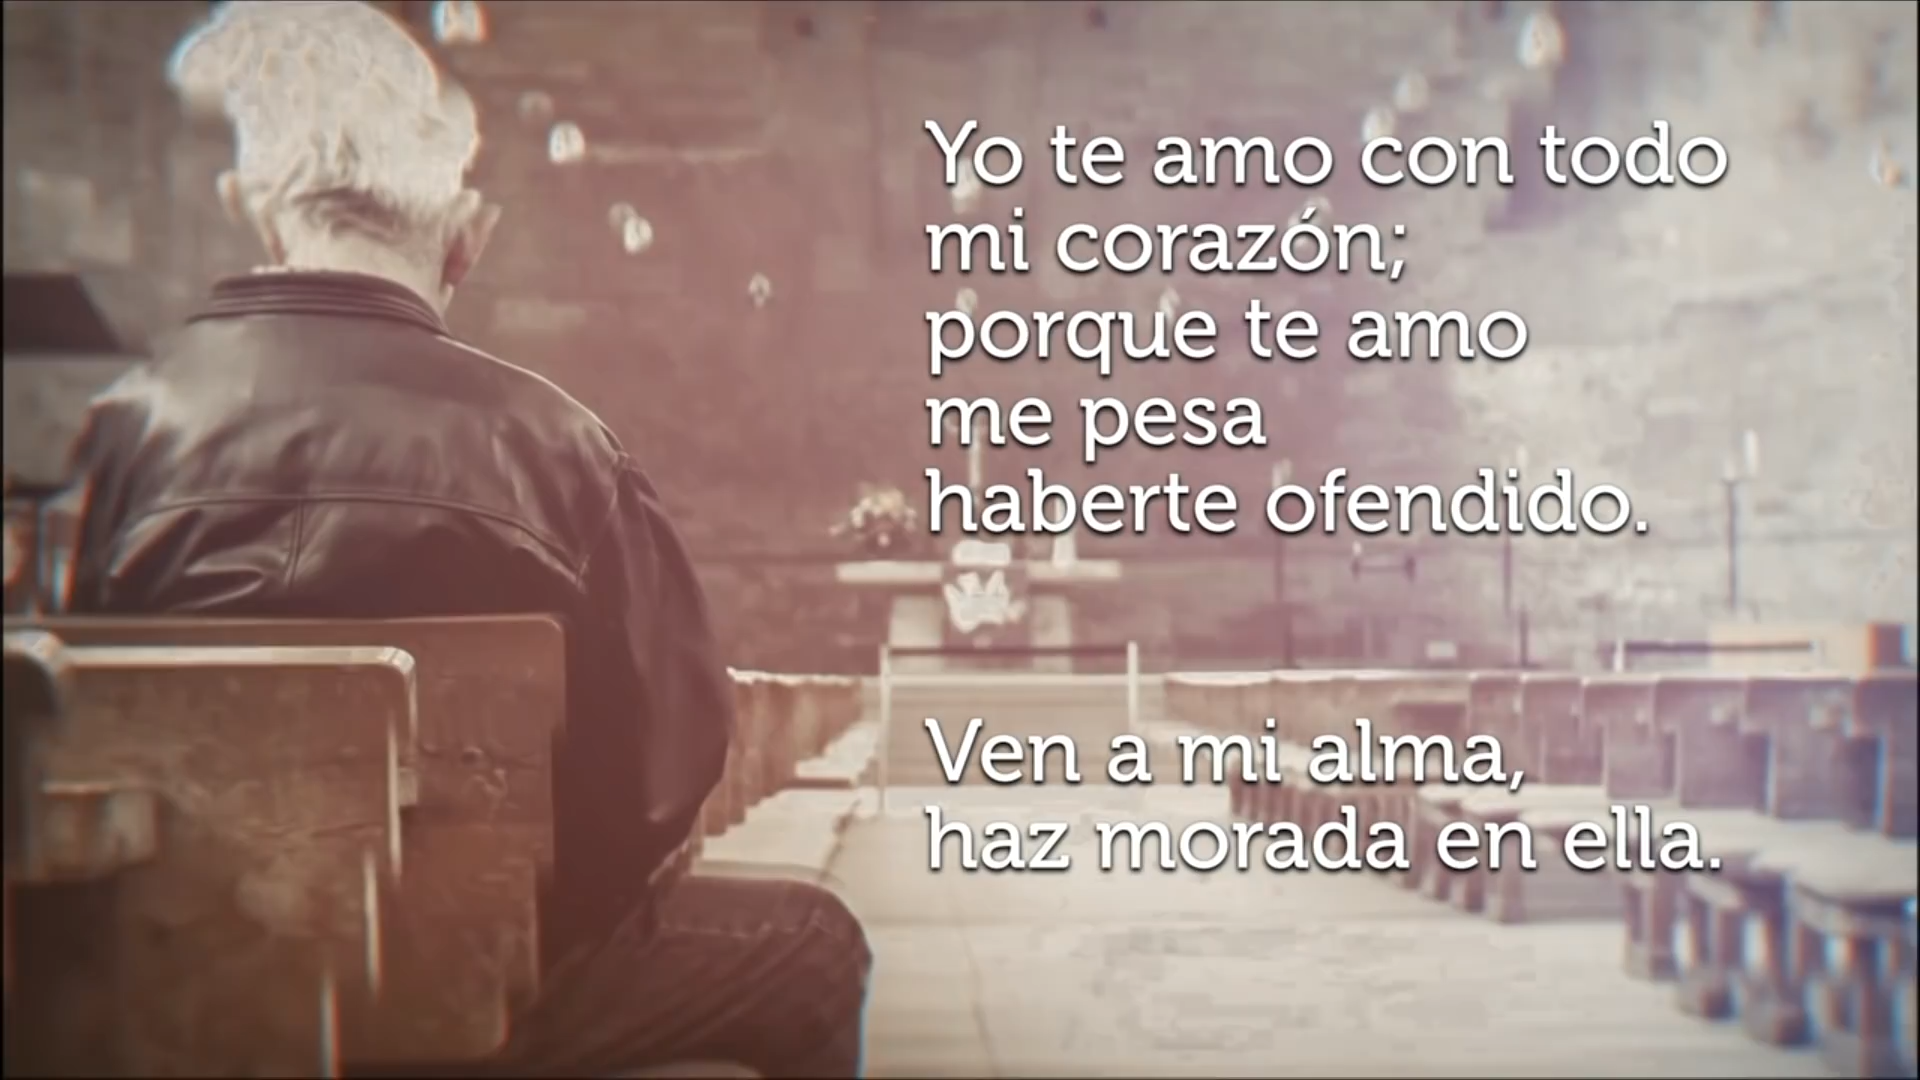 Yo te amo con todo
mi corazón;
porque te amo
me pesa
haberte ofendido.
Ven a mi alma,
haz morada en ella.